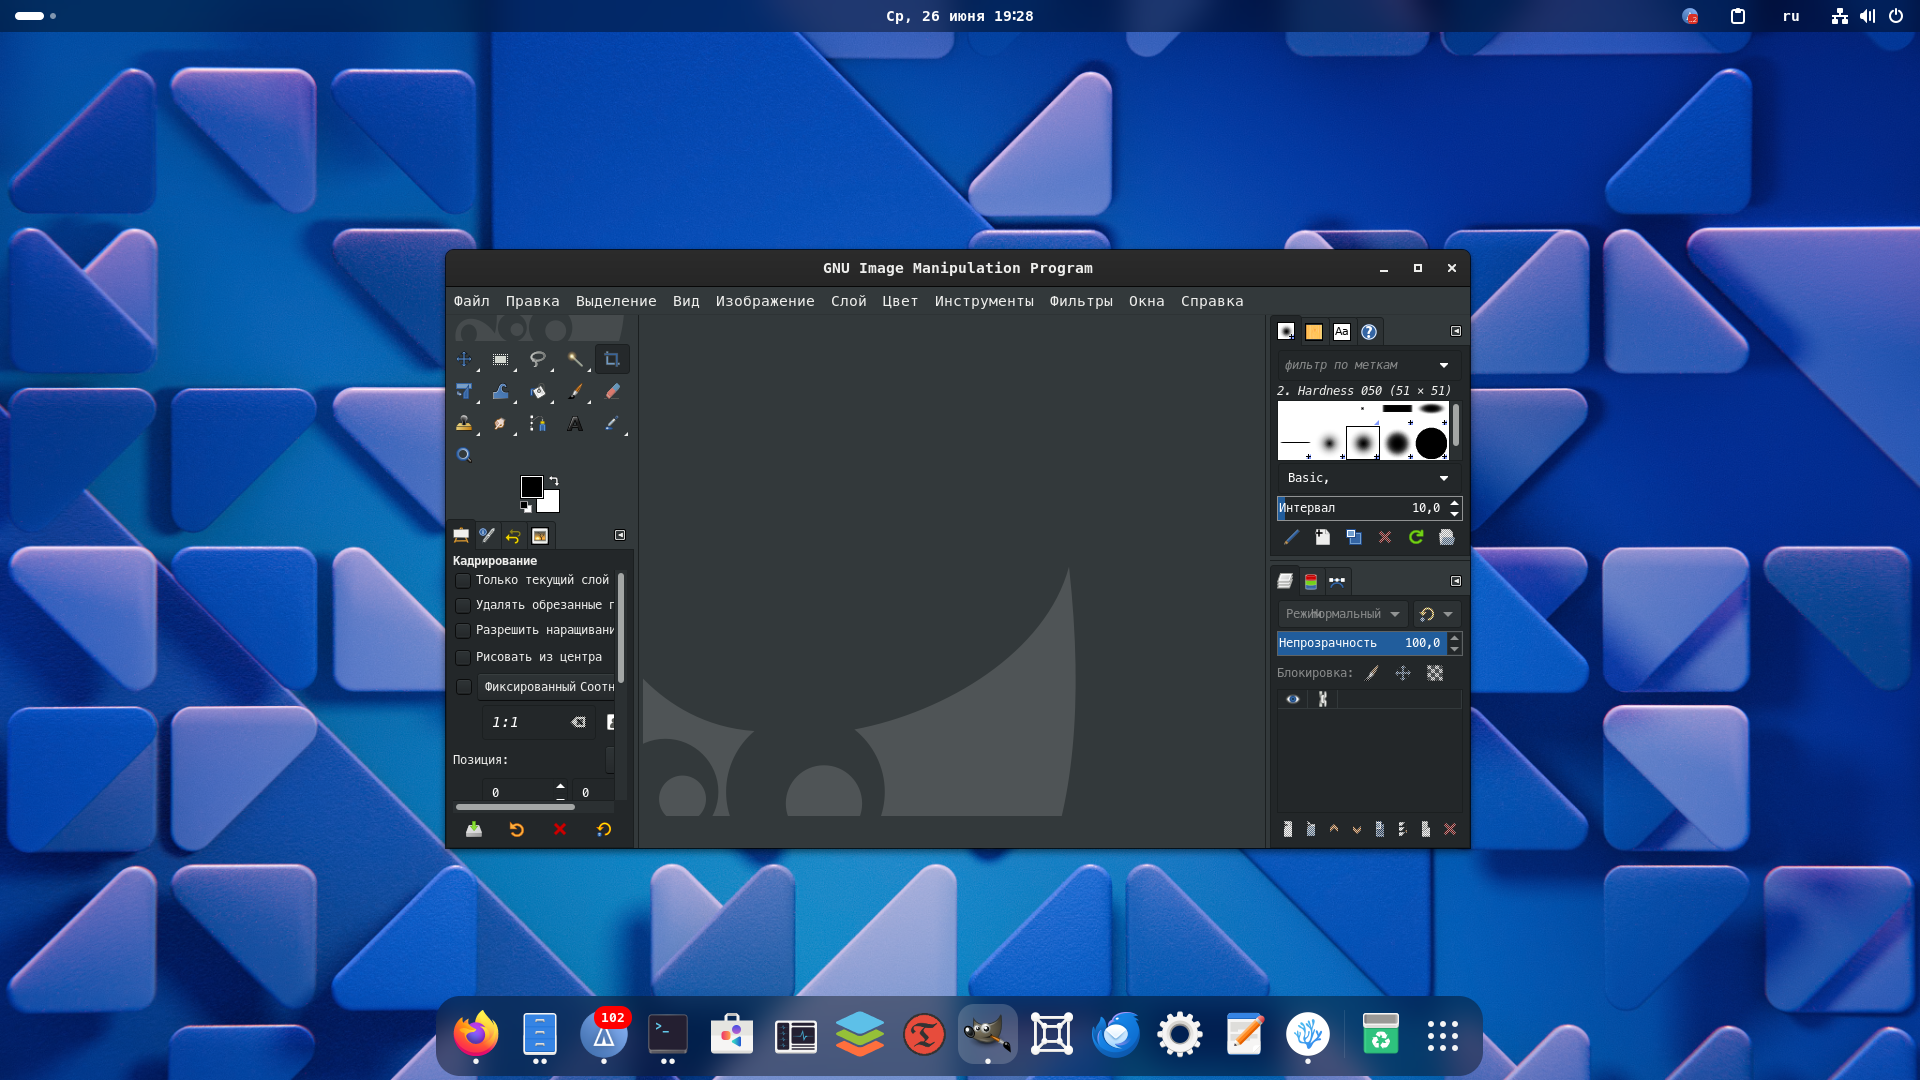 Ср, 26 июня 19:28
ru
GNU Image Manipulation Program
Файл Правка Выделение Вид Изображение Слой Цвет Инструменты Фильтры Окна Справка
Aa
фильтр по меткам
2. Hardness 050 (51 × 51)
Basic,
Интервал 10,0
Кадрирование
Только текущий слой
Удалять обрезанные п
Разрешить наращивани
Рисовать из центра
Фиксированный Соотн
1:1
Позиция:
0 0
Режим Нормальный
Непрозрачность 100,0
Блокировка:
102